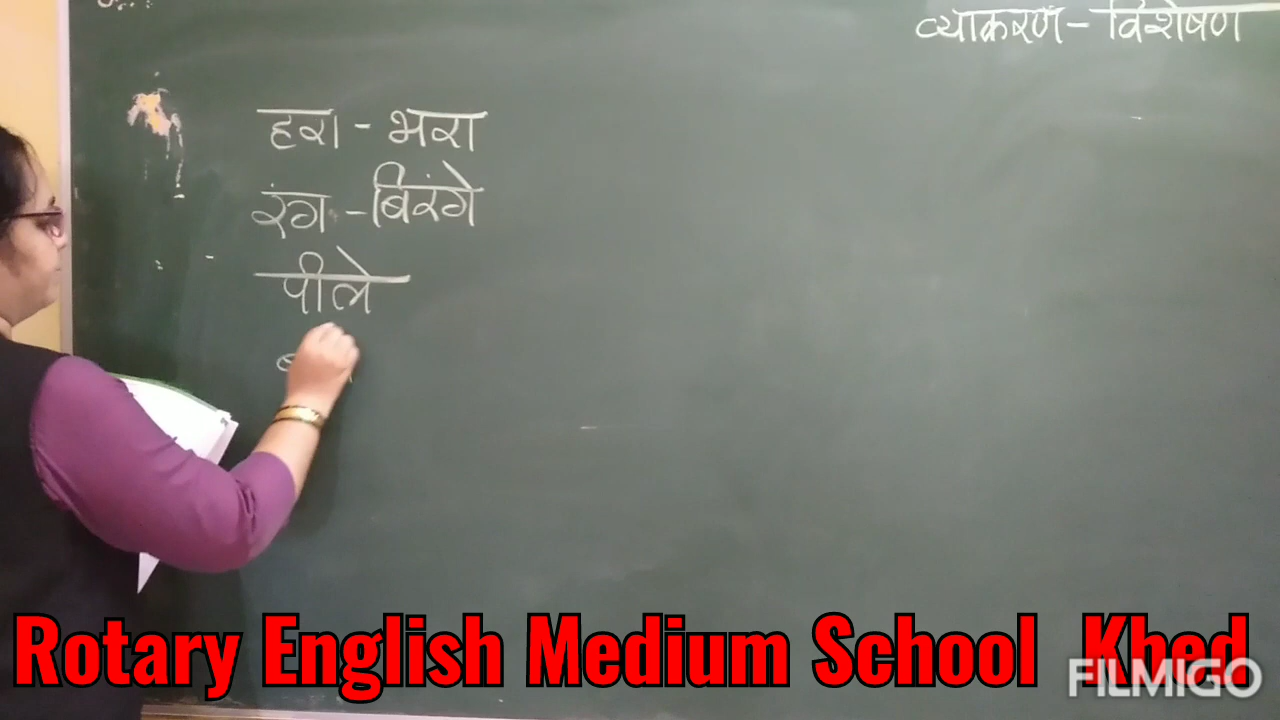 व्याकरण - विशेषण
हरा - भरा
रंग - बिरंगे
पीले
Rotary English Medium School Khed
FILMIGO